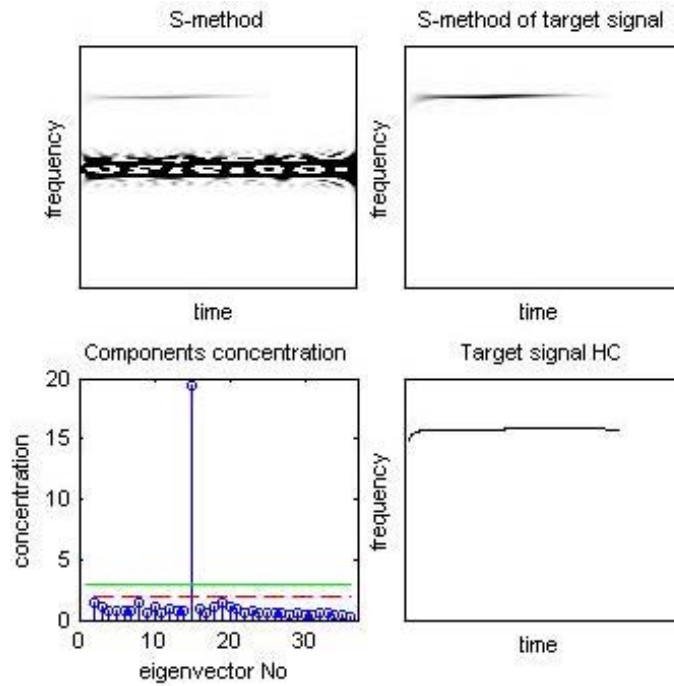 S-method
frequency
time
S-method of target signal
frequency
time
Components concentration
concentration
20
15
10
5
0
0
10
20
30
eigenvector No
Target signal HC
frequency
time